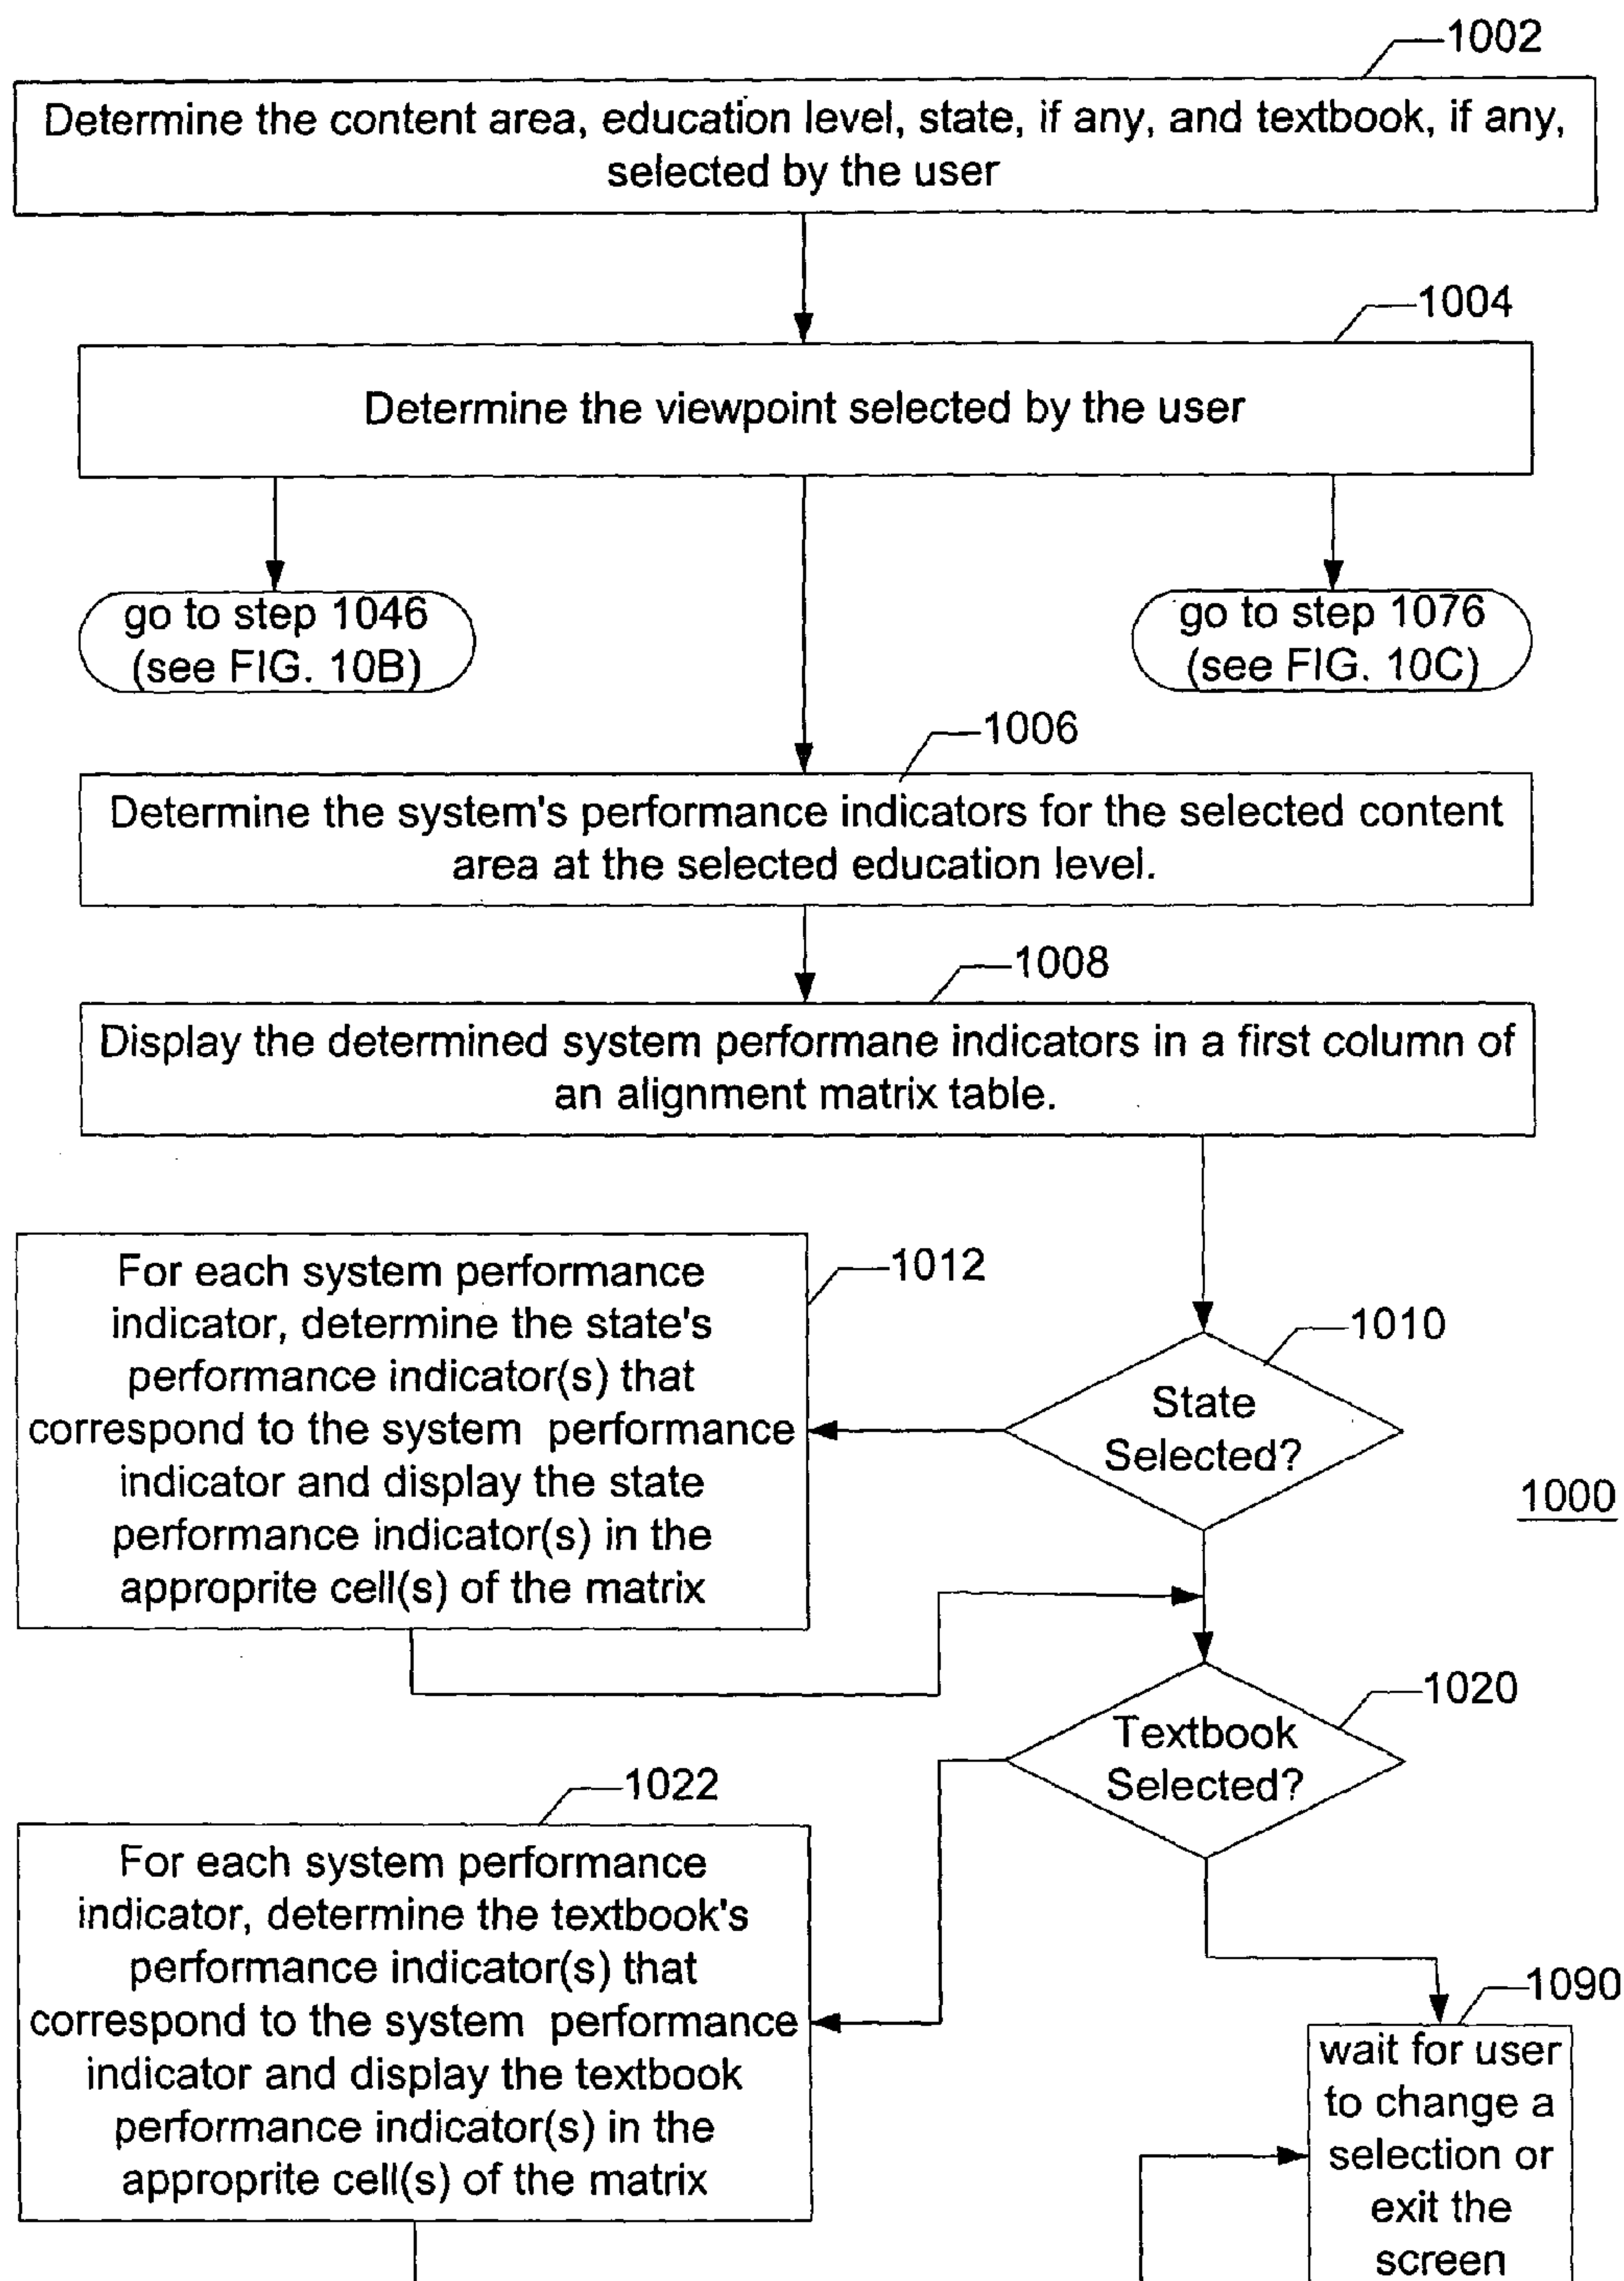 1002
Determine the content area, education level, state, if any, and textbook, if any,
selected by the user
1004
Determine the viewpoint selected by the user
go to step 1046
(see FIG. 10B)
go to step 1076
(see FIG. 10C)
1006
Determine the system's performance indicators for the selected content
area at the selected education level.
1008
Display the determined system performane indicators in a first column of
an alignment matrix table.
1012
For each system performance
indicator, determine the state's
performance indicator(s) that
correspond to the system performance
indicator and display the state
performance indicator(s) in the
approprite cell(s) of the matrix
1010
State
Selected?
1000
1020
Textbook
Selected?
1022
For each system performance
indicator, determine the textbook's
performance indicator(s) that
correspond to the system performance
indicator and display the textbook
performance indicator(s) in the
approprite cell(s) of the matrix
1090
wait for user
to change a
selection or
exit the
screen